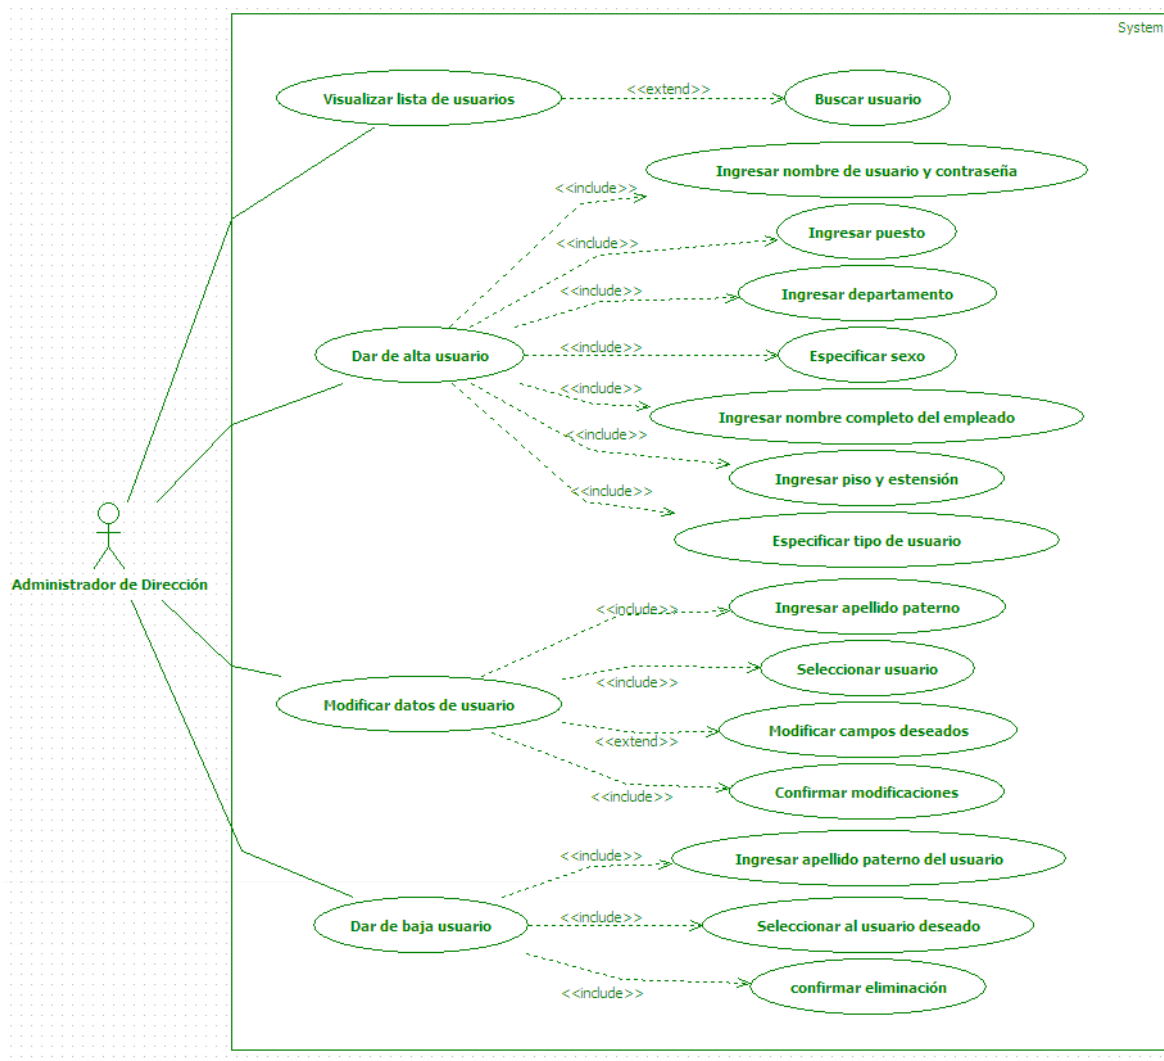 System
Visualizar lista de usuarios
<<extend>>
Buscar usuario
Ingresar nombre de usuario y contraseña
<<include>>
Ingresar puesto
<<include>>
Ingresar departamento
<<include>>
Dar de alta usuario
<<include>>
Especificar sexo
<<include>>
Ingresar nombre completo del empleado
<<include>>
Ingresar piso y estensión
<<include>>
Especificar tipo de usuario
Administrador de Dirección
<<include>>
Ingresar apellido paterno
Seleccionar usuario
<<include>>
Modificar datos de usuario
Modificar campos deseados
<<extend>>
Confirmar modificaciones
<<include>>
<<include>>
Ingresar apellido paterno del usuario
Dar de baja usuario
<<include>>
Seleccionar al usuario deseado
confirmar eliminación
<<include>>